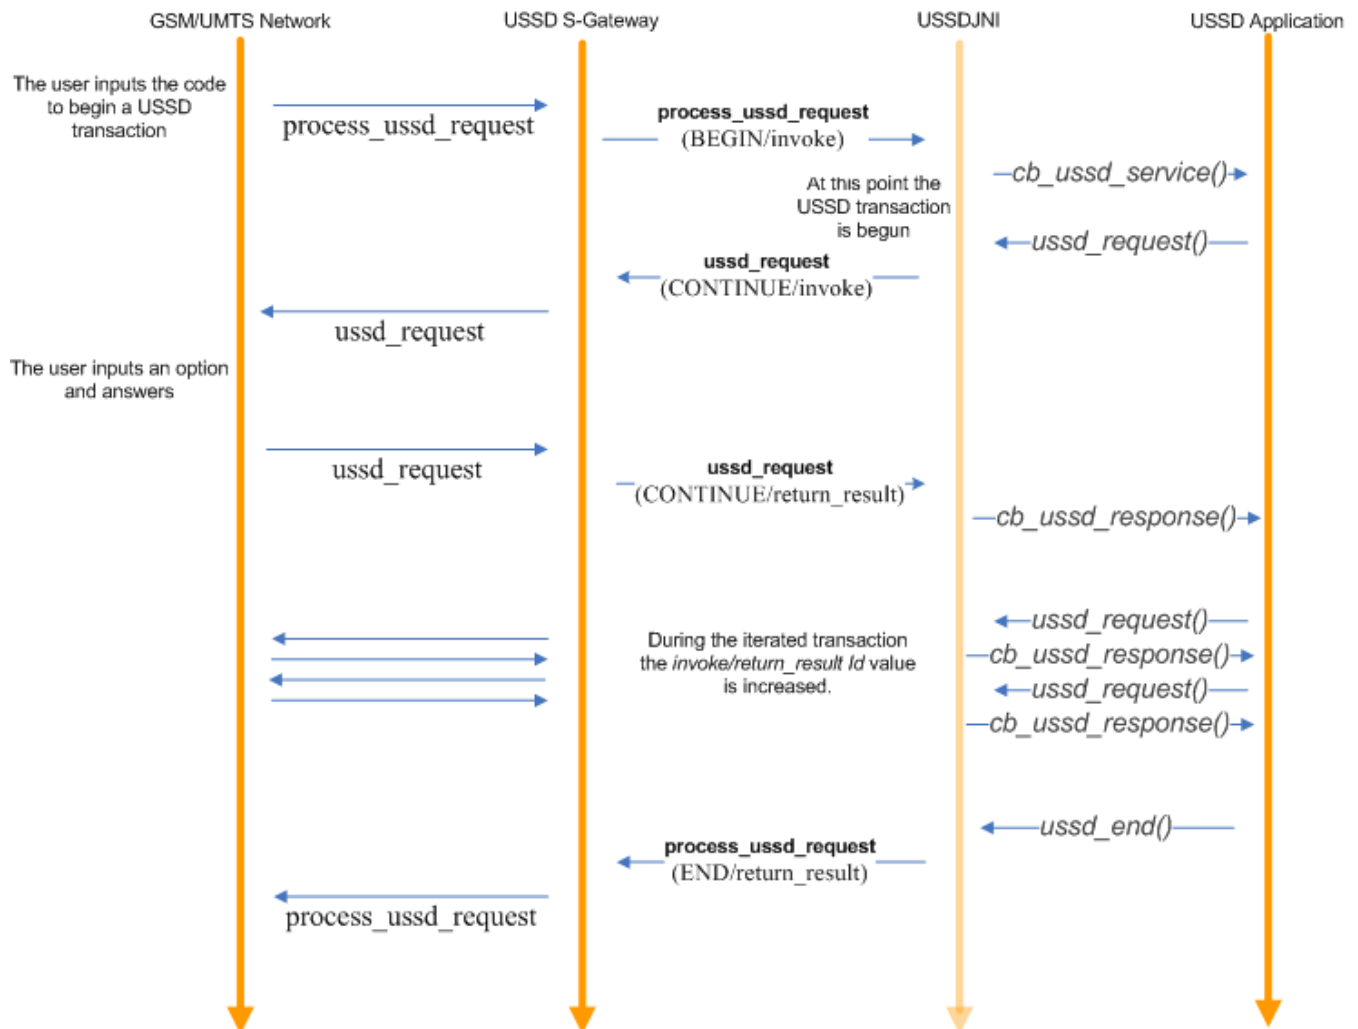 GSM/UMTS Network
USSD S-Gateway
USSDJNI
USSD Application
The user inputs the code
to begin a USSD
transaction
process_ussd_request
process_ussd_request
(BEGIN/invoke)
cb_ussd_service()
At this point the
USSD transaction
is begun
ussd_request()
ussd_request
(CONTINUE/invoke)
ussd_request
The user inputs an option
and answers
ussd_request
ussd_request
(CONTINUE/return_result)
cb_ussd_response()
During the iterated transaction
the invoke/return_result Id value
is increased.
ussd_request()
cb_ussd_response()
ussd_request()
cb_ussd_response()
ussd_end()
process_ussd_request
(END/return_result)
process_ussd_request